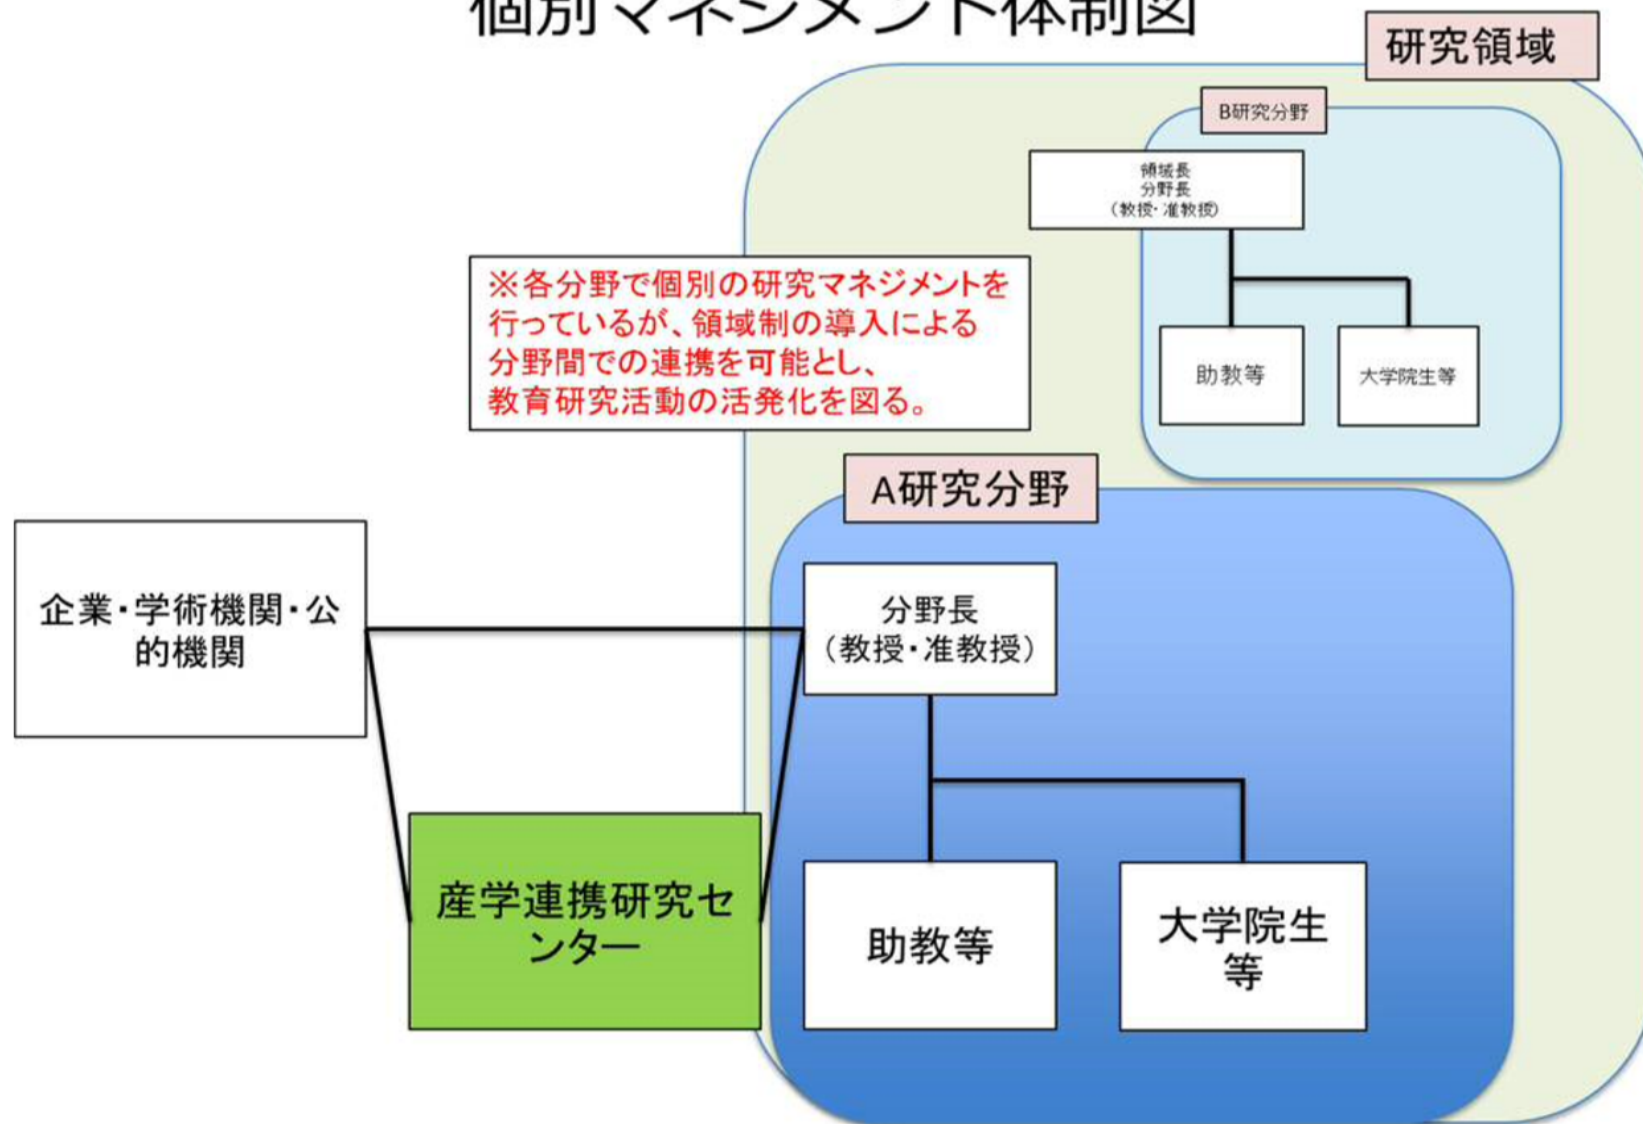 個別マネジメント体制図
研究領域
B研究分野
領域長
分野長
（教授・准教授）
助教等
大学院生等
※各分野で個別の研究マネジメントを
行っているが、領域制の導入による
分野間での連携を可能とし、
教育研究活動の活発化を図る。
A研究分野
企業・学術機関・公
的機関
分野長
（教授・准教授）
産学連携研究セ
ンター
助教等
大学院生
等